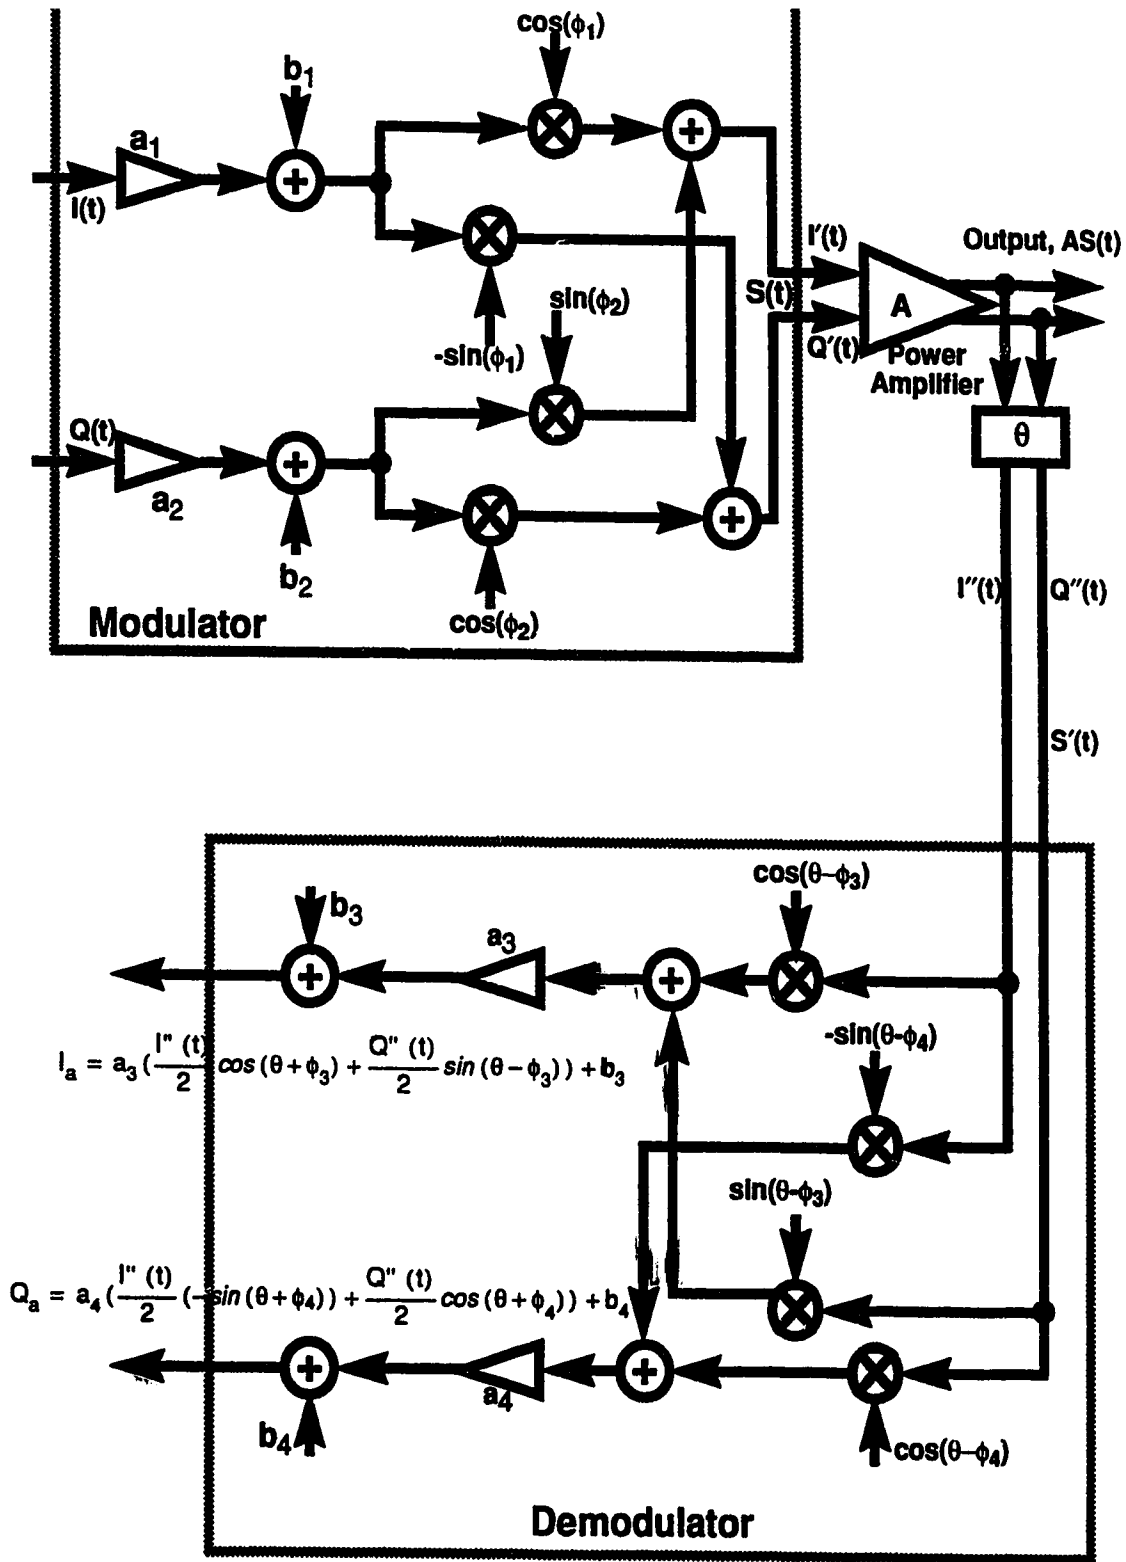 cos(ϕ1)
b1
a1
I(t)
-sin(ϕ1)
sin(ϕ2)
Q(t)
a2
b2
cos(ϕ2)
Modulator
I′(t)
S(t)
Q′(t)
A
Output, AS(t)
Power
Amplifier
θ
I″(t)
Q″(t)
S′(t)
cos(θ–ϕ3)
b3
a3
Ia = a3 (I" (t)/2 cos (θ + ϕ3) + Q" (t)/2 sin (θ – ϕ3)) + b3
-sin(θ-ϕ4)
sin(θ-ϕ3)
Qa = a4 (I" (t)/2 (–sin (θ + ϕ4)) + Q" (t)/2 cos (θ + ϕ4)) + b4
a4
b4
cos(θ–ϕ4)
Demodulator